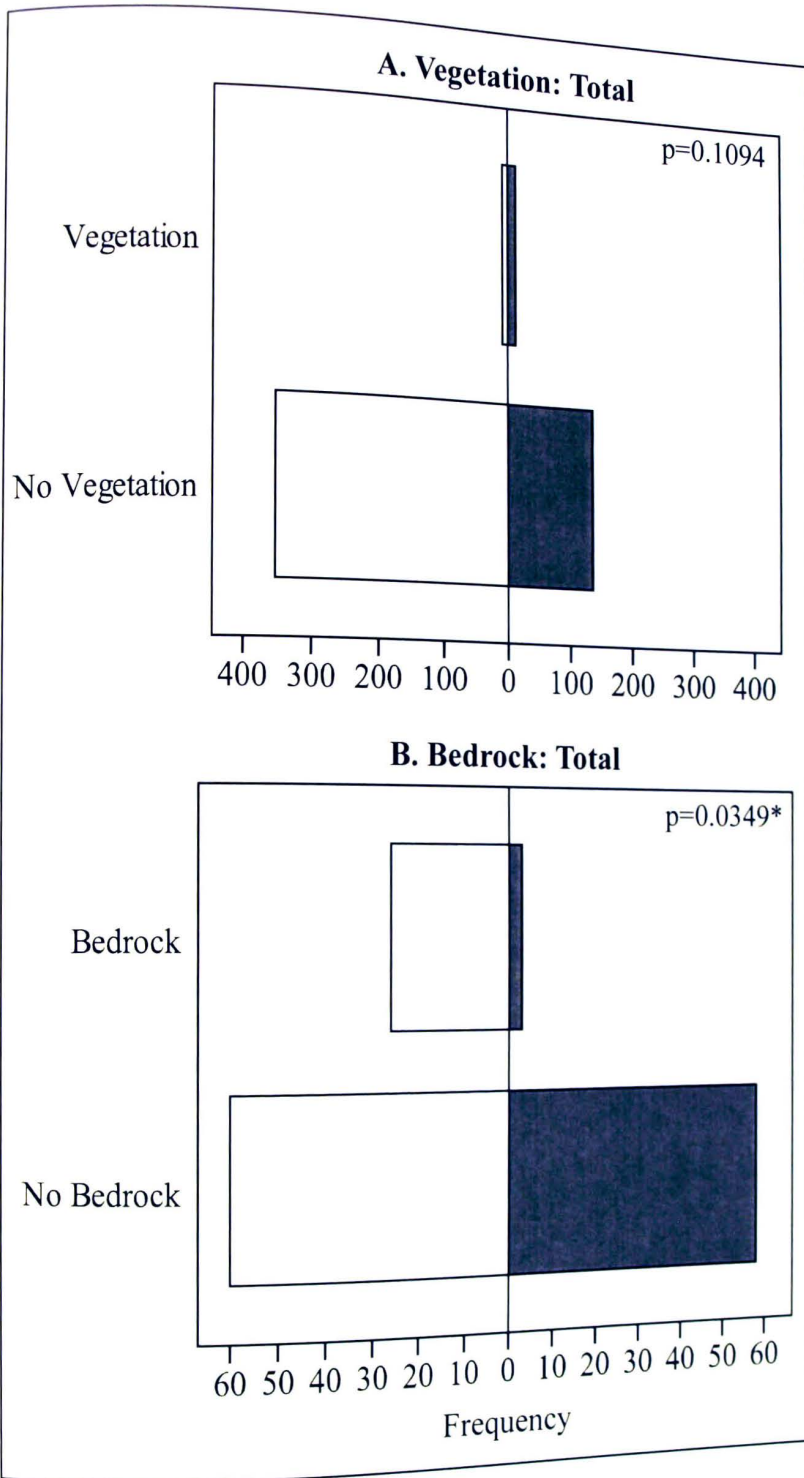 A. Vegetation: Total
p=0.1094
Vegetation
No Vegetation
400 300 200 100 0 100 200 300 400
B. Bedrock: Total
p=0.0349*
Bedrock
No Bedrock
60 50 40 30 20 10 0 10 20 30 40 50 60
Frequency